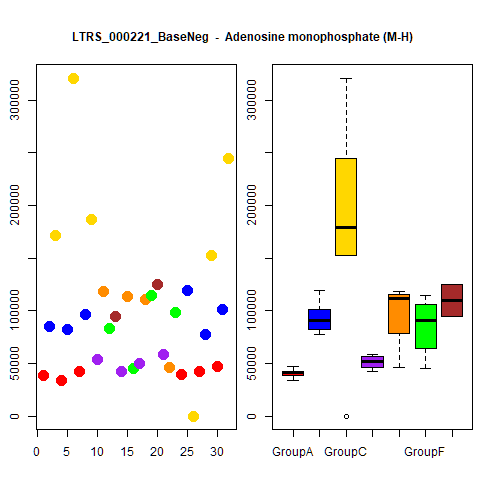 LTRS_000221_BaseNeg - Adenosine monophosphate (M-H)
0 50000 100000 200000 300000
0 5 10 15 20 25 30
0 50000 100000 200000 300000
GroupA GroupC GroupF